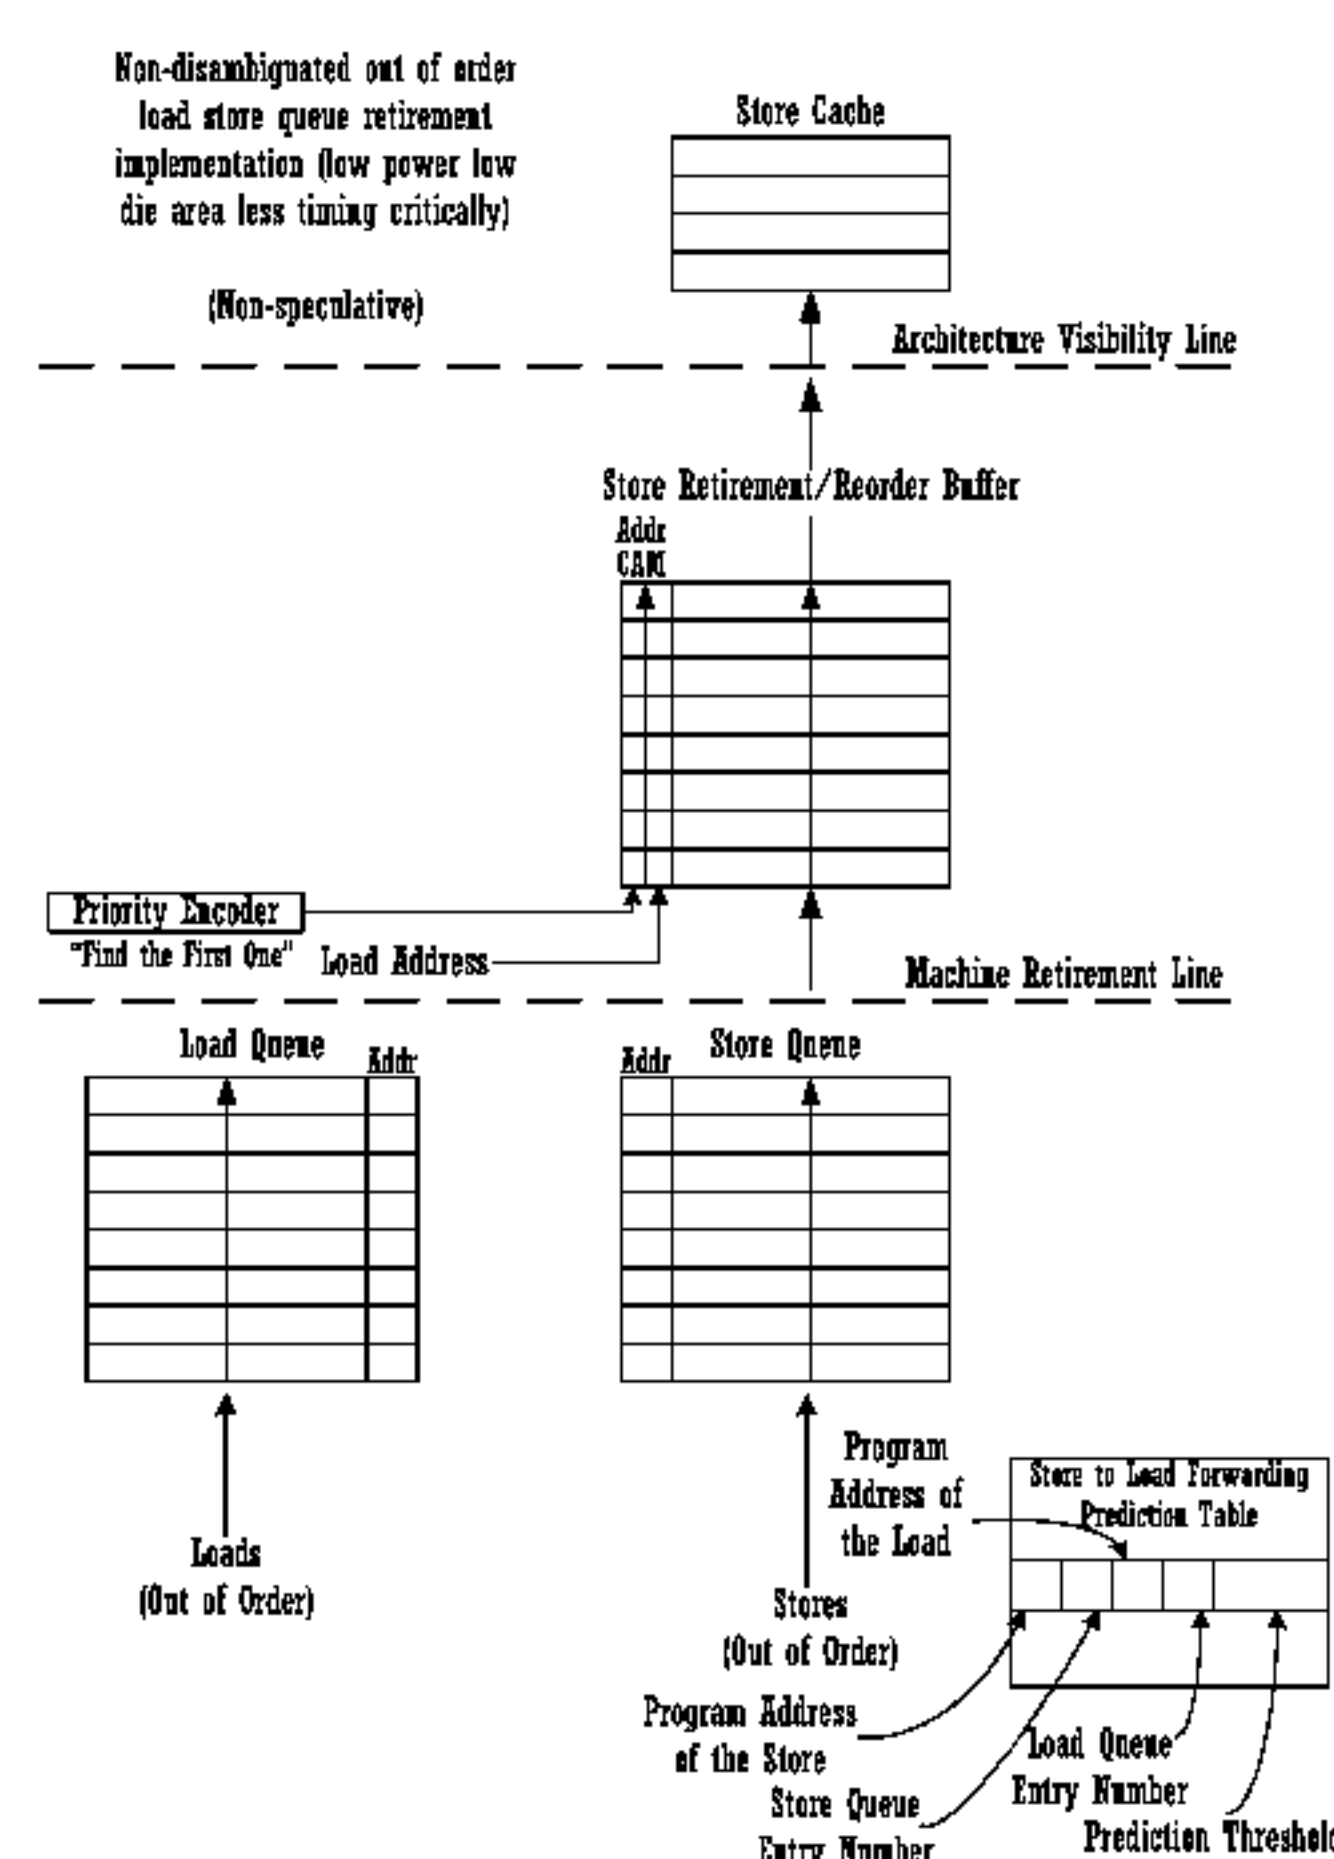 Non-disambiguated out of order
load store queue retirement
implementation (low power low
die area less timing critically)
(Non-speculative)
Store Cache
Architecture Visibility Line
Store Retirement/Reorder Buffer
Addr
CAM
Priority Encoder
"Find the First One"
Load Address
Machine Retirement Line
Load Queue
Addr
Addr
Store Queue
Loads
(Out of Order)
Program
Address of
the Load
Stores
(Out of Order)
Store to Load Forwarding
Prediction Table
Program Address
of the Store
Store Queue
Entry Number
Load Queue
Entry Number
Prediction Threshold